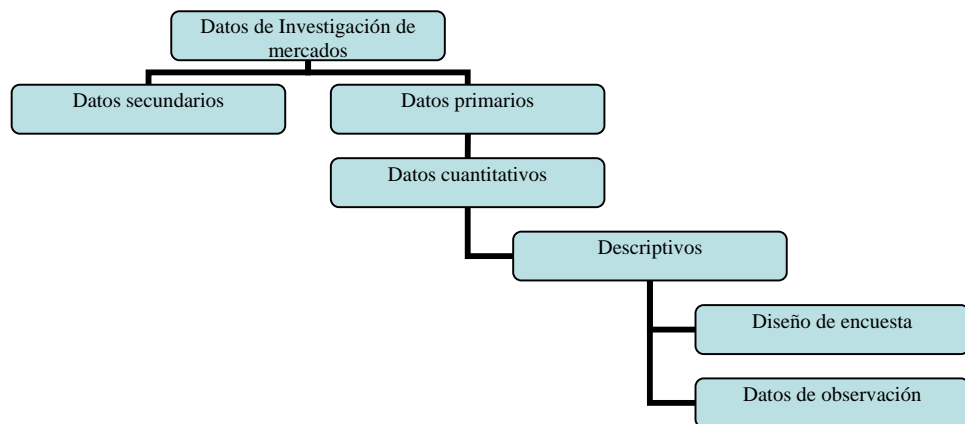 Datos de Investigación de
mercados
Datos secundarios
Datos primarios
Datos cuantitativos
Descriptivos
Diseño de encuesta
Datos de observación